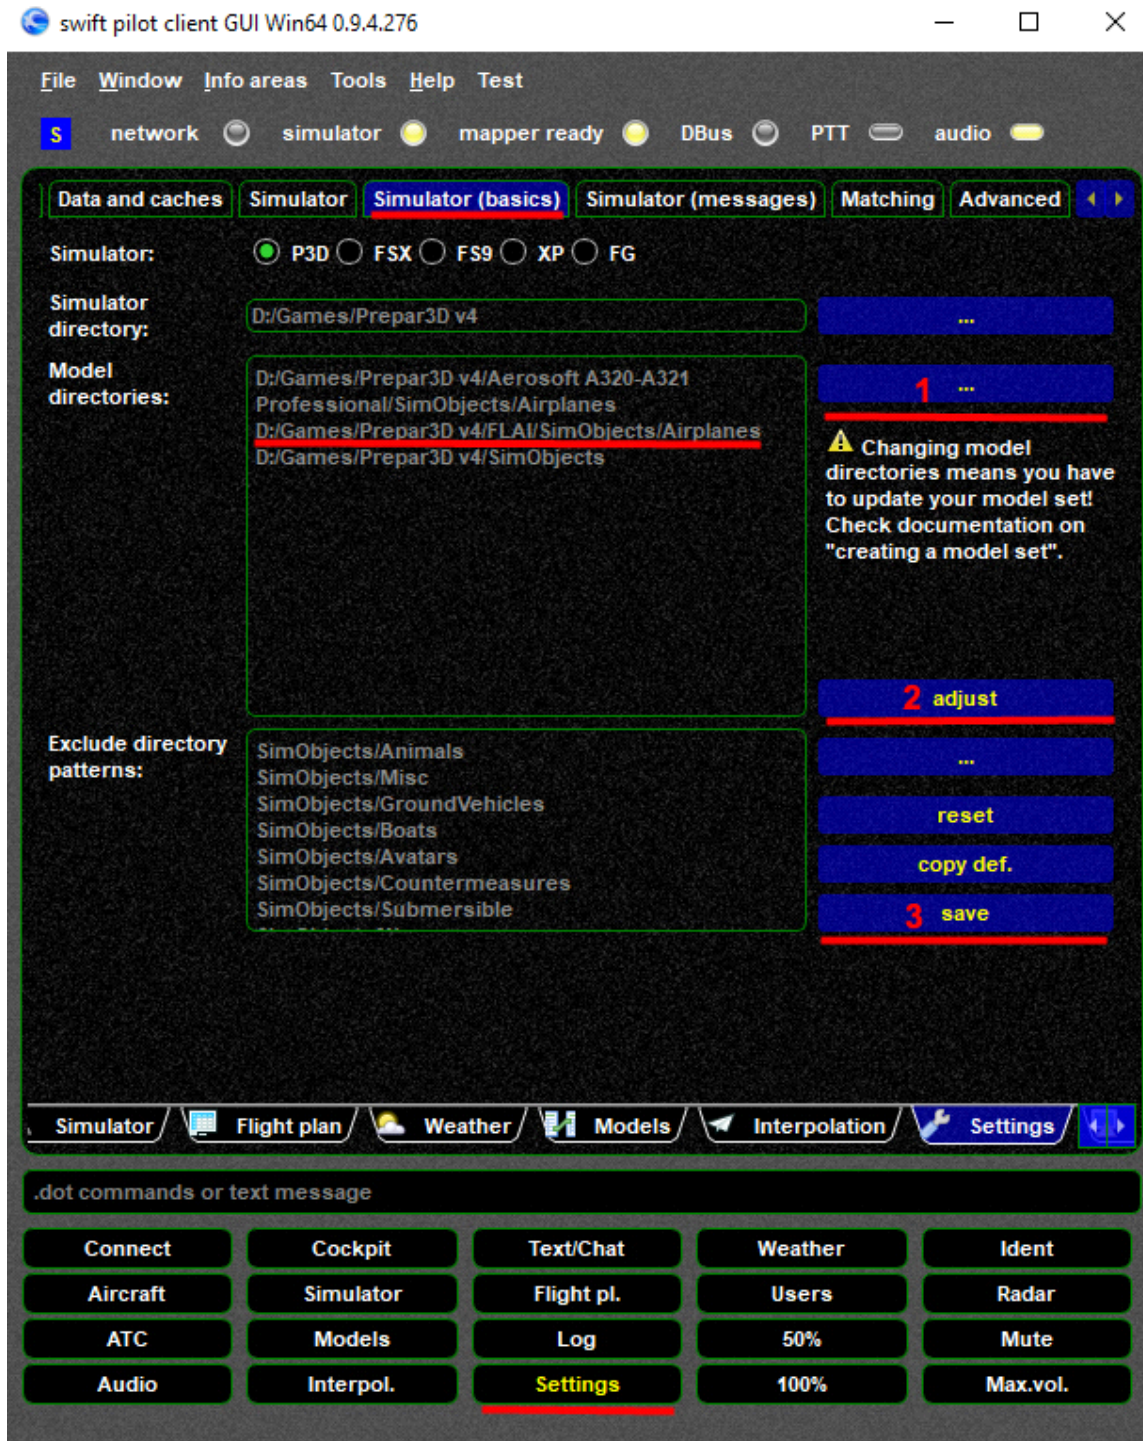 swift pilot client GUI Win64 0.9.4.276
File Window Info areas Tools Help Test
S network simulator mapper ready DBus PTT audio
Data and caches Simulator Simulator (basics) Simulator (messages) Matching Advanced
Simulator: P3D FSX FS9 XP FG
Simulator
directory:
D:/Games/Prepar3D v4
...
Model
directories:
D:/Games/Prepar3D v4/Aerosoft A320-A321
Professional/SimObjects/Airplanes
D:/Games/Prepar3D v4/FLAI/SimObjects/Airplanes
D:/Games/Prepar3D v4/SimObjects
1 ...
Changing model
directories means you have
to update your model set!
Check documentation on
"creating a model set".
2 adjust
Exclude directory
patterns:
SimObjects/Animals
SimObjects/Misc
SimObjects/GroundVehicles
SimObjects/Boats
SimObjects/Avatars
SimObjects/Countermeasures
SimObjects/Submersible
...
reset
copy def.
3 save
Simulator Flight plan Weather Models Interpolation Settings
.dot commands or text message
Connect Cockpit Text/Chat Weather Ident
Aircraft Simulator Flight pl. Users Radar
ATC Models Log 50% Mute
Audio Interpol. Settings 100% Max.vol.